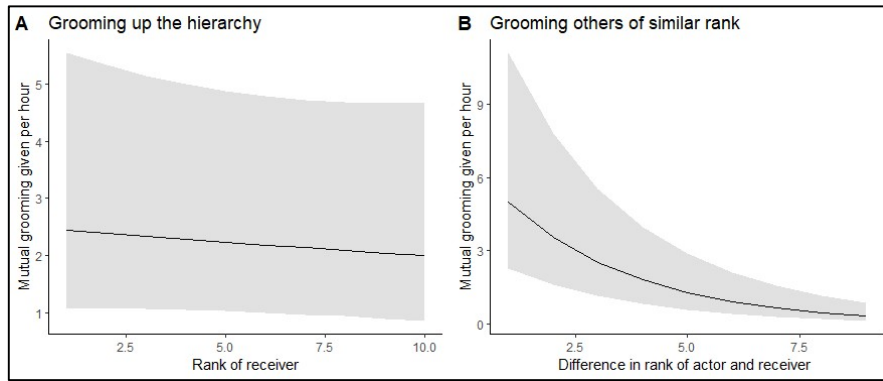 A Grooming up the hierarchy
Mutual grooming given per hour
5
4
3
2
1
2.5 5.0 7.5 10.0
Rank of receiver
B Grooming others of similar rank
Mutual grooming given per hour
9
6
3
0
2.5 5.0 7.5
Difference in rank of actor and receiver